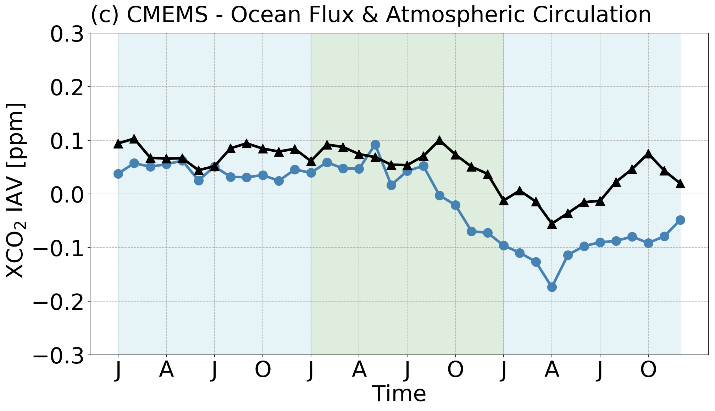 (c) CMEMS - Ocean Flux & Atmospheric Circulation
XCO₂ IAV [ppm]
0.3
0.2
0.1
0.0
−0.1
−0.2
−0.3
J A J O J A J O J A J O
Time